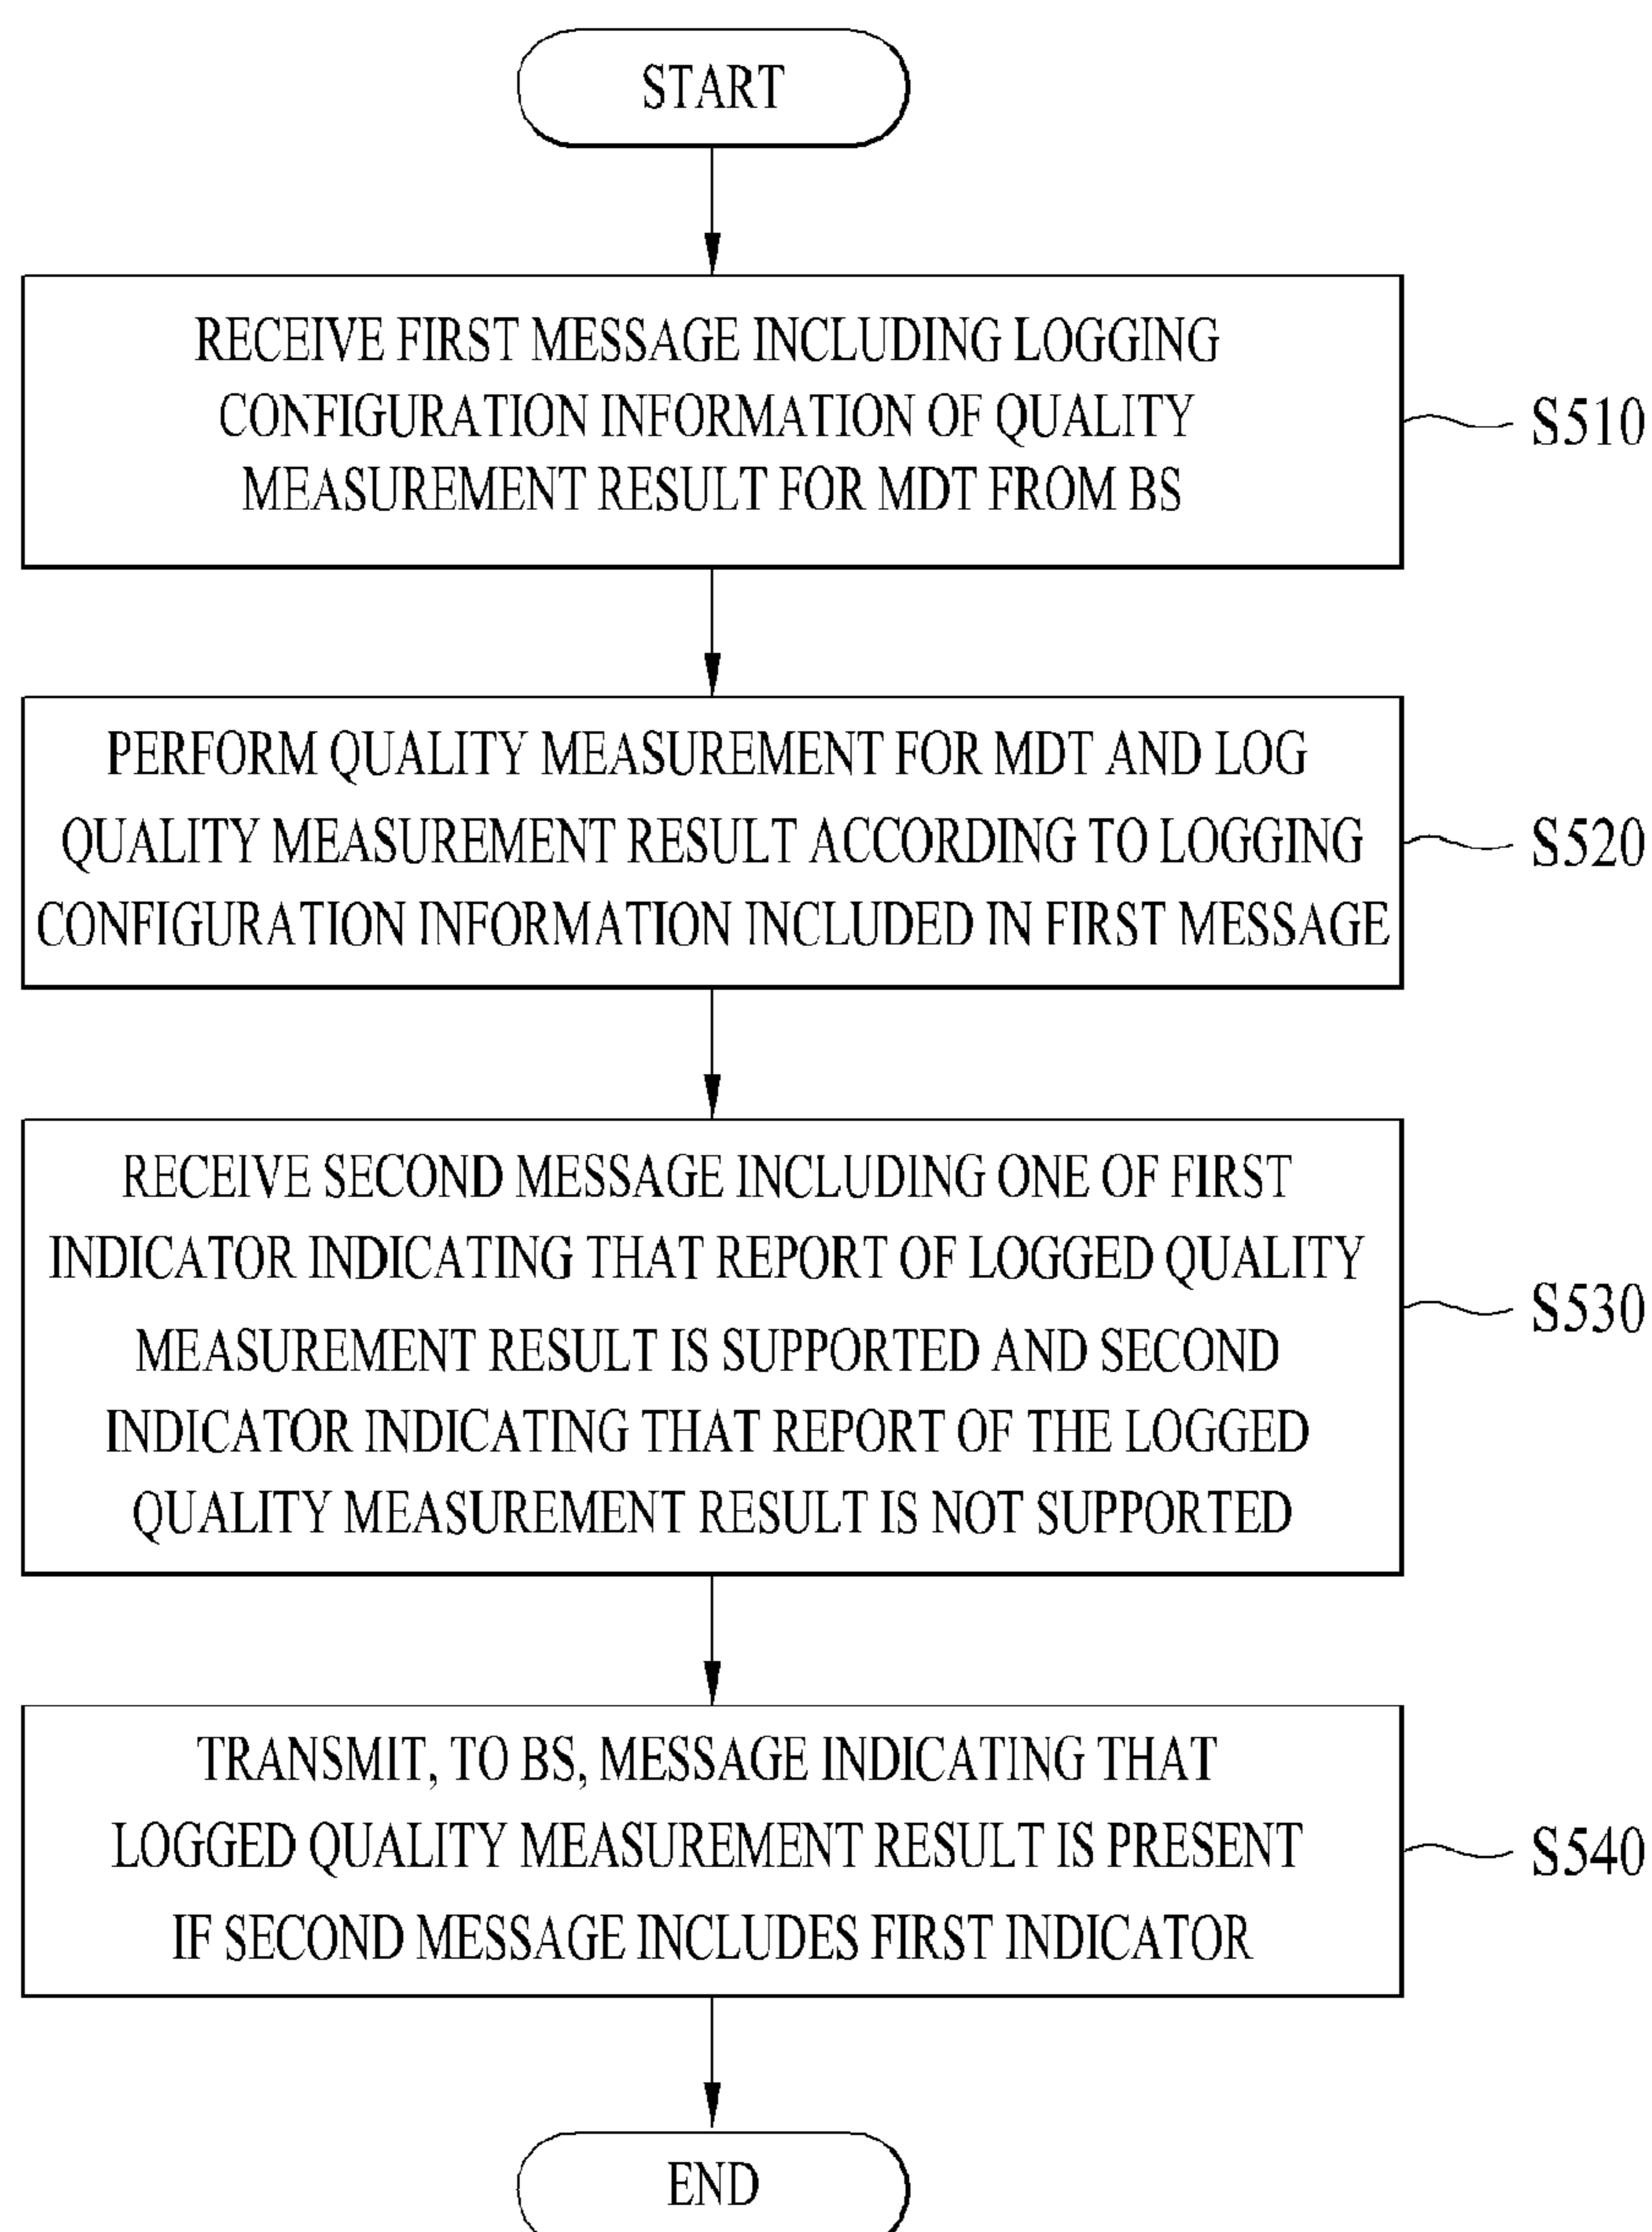 START
RECEIVE FIRST MESSAGE INCLUDING LOGGING
CONFIGURATION INFORMATION OF QUALITY
MEASUREMENT RESULT FOR MDT FROM BS
S510
PERFORM QUALITY MEASUREMENT FOR MDT AND LOG
QUALITY MEASUREMENT RESULT ACCORDING TO LOGGING
CONFIGURATION INFORMATION INCLUDED IN FIRST MESSAGE
S520
RECEIVE SECOND MESSAGE INCLUDING ONE OF FIRST
INDICATOR INDICATING THAT REPORT OF LOGGED QUALITY
MEASUREMENT RESULT IS SUPPORTED AND SECOND
INDICATOR INDICATING THAT REPORT OF THE LOGGED
QUALITY MEASUREMENT RESULT IS NOT SUPPORTED
S530
TRANSMIT, TO BS, MESSAGE INDICATING THAT
LOGGED QUALITY MEASUREMENT RESULT IS PRESENT
IF SECOND MESSAGE INCLUDES FIRST INDICATOR
S540
END